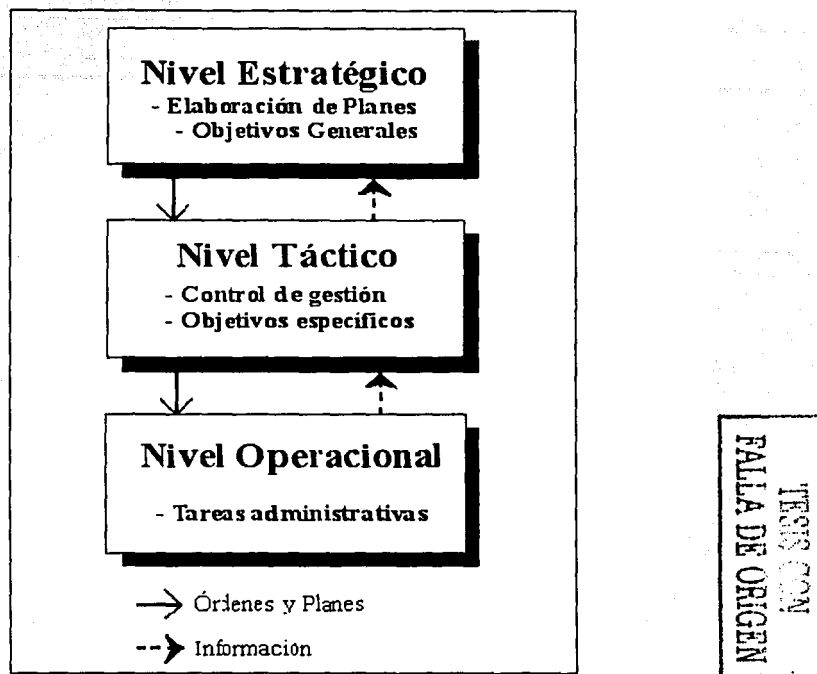 Nivel Estratégico
- Elaboración de Planes
- Objetivos Generales
Nivel Táctico
- Control de gestión
- Objetivos específicos
Nivel Operacional
- Tareas administrativas
Órdenes y Planes
Información
TESIS CON
FALLA DE ORIGEN